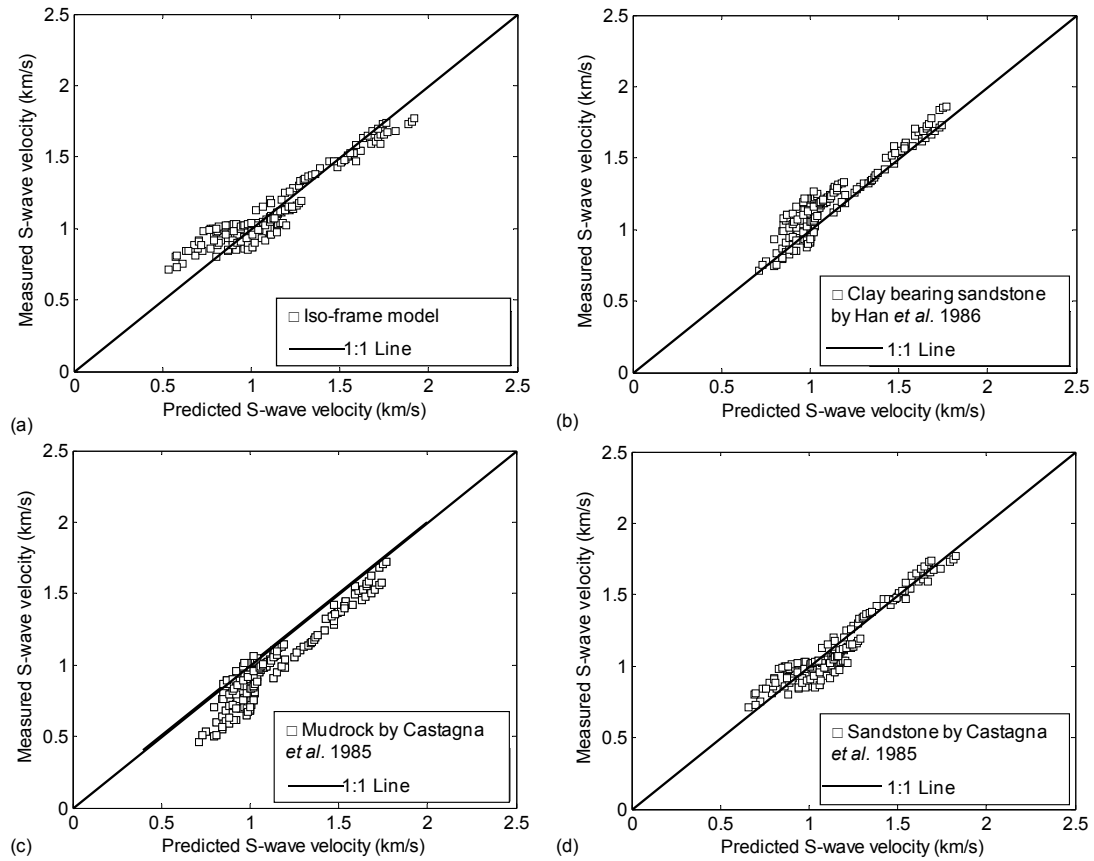 2.5
2
1.5
1
0.5
0
0 0.5 1 1.5 2 2.5
Measured S-wave velocity (km/s)
Predicted S-wave velocity (km/s)
□ Iso-frame model
1:1 Line
(a)
2.5
2
1.5
1
0.5
0
0 0.5 1 1.5 2 2.5
Measured S-wave velocity (km/s)
Predicted S-wave velocity (km/s)
□ Clay bearing sandstone
by Han et al. 1986
1:1 Line
(b)
2.5
2
1.5
1
0.5
0
0 0.5 1 1.5 2 2.5
Measured S-wave velocity (km/s)
Predicted S-wave velocity (km/s)
□ Mudrock by Castagna
et al. 1985
1:1 Line
(c)
2.5
2
1.5
1
0.5
0
0 0.5 1 1.5 2 2.5
Measured S-wave velocity (km/s)
Predicted S-wave velocity (km/s)
□ Sandstone by Castagna
et al. 1985
1:1 Line
(d)